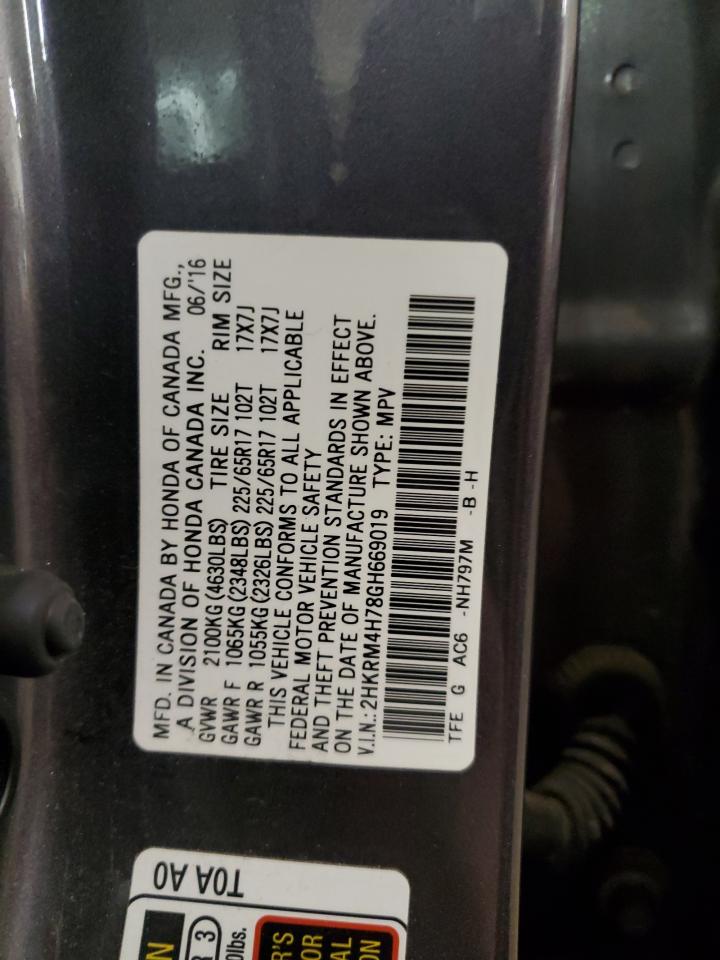 MFD. IN CANADA BY HONDA OF CANADA MFG.,
A DIVISION OF HONDA CANADA INC. 06/'16
GVWR 2100KG(4630LBS) TIRE SIZE RIM SIZE
GAWR F 1065KG(2348LBS) 225/65R17 102T 17X7J
GAWR R 1055KG(2326LBS) 225/65R17 102T 17X7J
THIS VEHICLE CONFORMS TO ALL APPLICABLE
FEDERAL MOTOR VEHICLE SAFETY
AND THEFT PREVENTION STANDARDS IN EFFECT
ON THE DATE OF MANUFACTURE SHOWN ABOVE.
V.I.N.:2HKRM4H78GH669019 TYPE: MPV
TFE G AC6 -NH797M -B -H
T0A A0